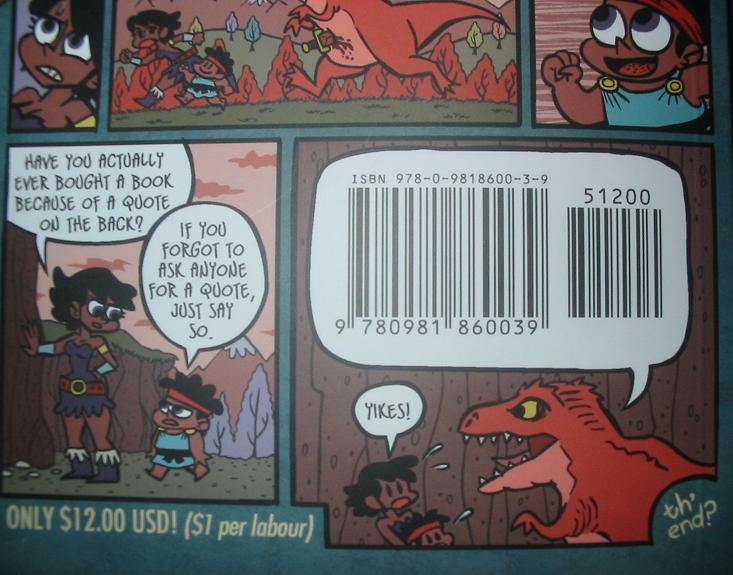 HAVE YOU ACTUALLY
EVER BOUGHT A BOOK
BECAUSE OF A QUOTE
ON THE BACK?
IF YOU
FORGOT TO
ASK ANYONE
FOR A QUOTE,
JUST SAY
SO.
ISBN 978-0-9818600-3-9
51200
9 780981 860039
YIKES!
th'
end?
ONLY $12.00 USD! ($1 per labour)